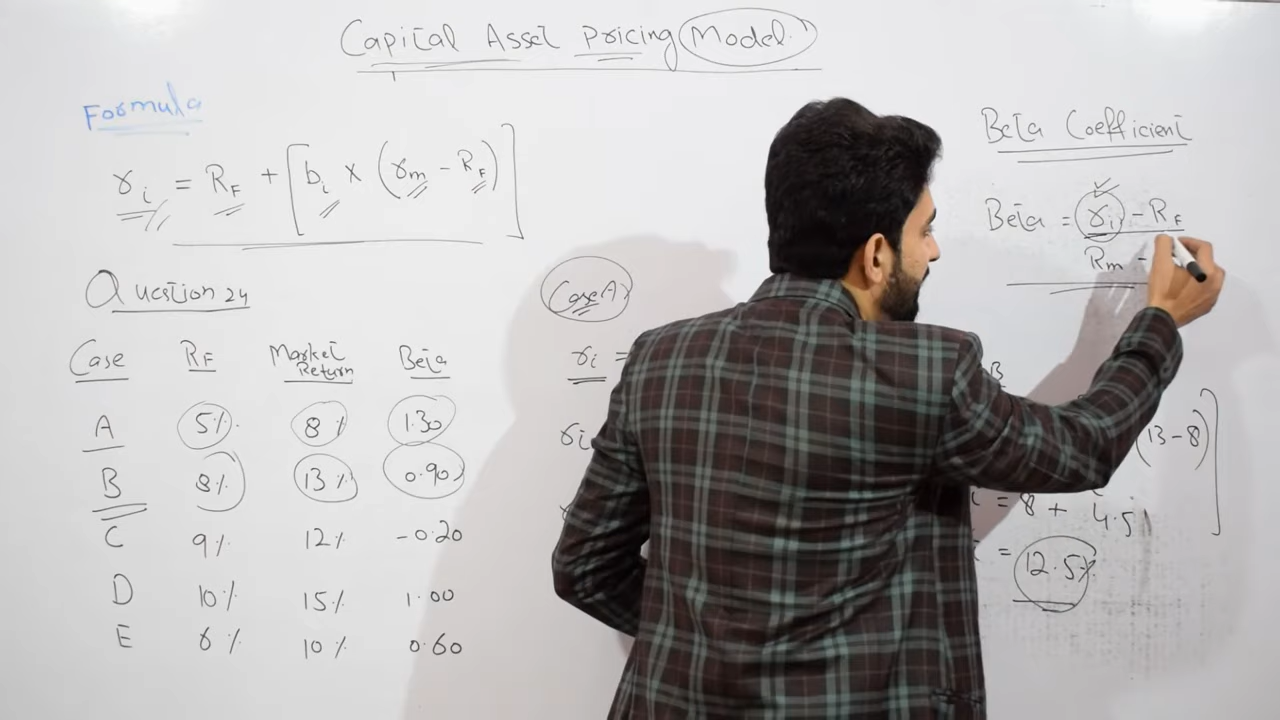 Capital Asset Pricing Model
Formula
ri = RF + [bi × (rm - RF)]
Question 24
Case RF Market Return Beta
A 5% 8% 1.30
B 8% 13% 0.90
C 9% 12% -0.20
D 10% 15% 1.00
E 6% 10% 0.60
Case A
ri =
ri
Beta Coefficient
Beta = ri - RF
Rm -
B
(13-8)]
= 8 + 4.5
= 12.5%